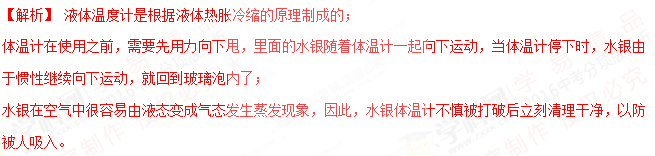 【解析】 液体温度计是根据液体热胀冷缩的原理制成的；
体温计在使用之前，需要先用力向下甩，里面的水银随着体温计一起向下运动，当体温计停下时，水银由
于惯性继续向下运动，就回到玻璃泡内了；
水银在空气中很容易由液态变成气态发生蒸发现象，因此，水银体温计不慎被打破后立刻清理干净，以防
被人吸入。